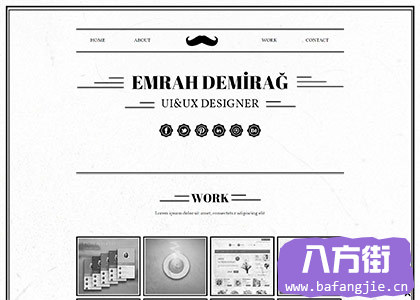 HOME ABOUT WORK CONTACT
EMRAH DEMİRAĞ
UI&UX DESIGNER
WORK
Lorem ipsum dolor sit amet, consectetur adipiscing elit
八方街
www.bafangjie.cn